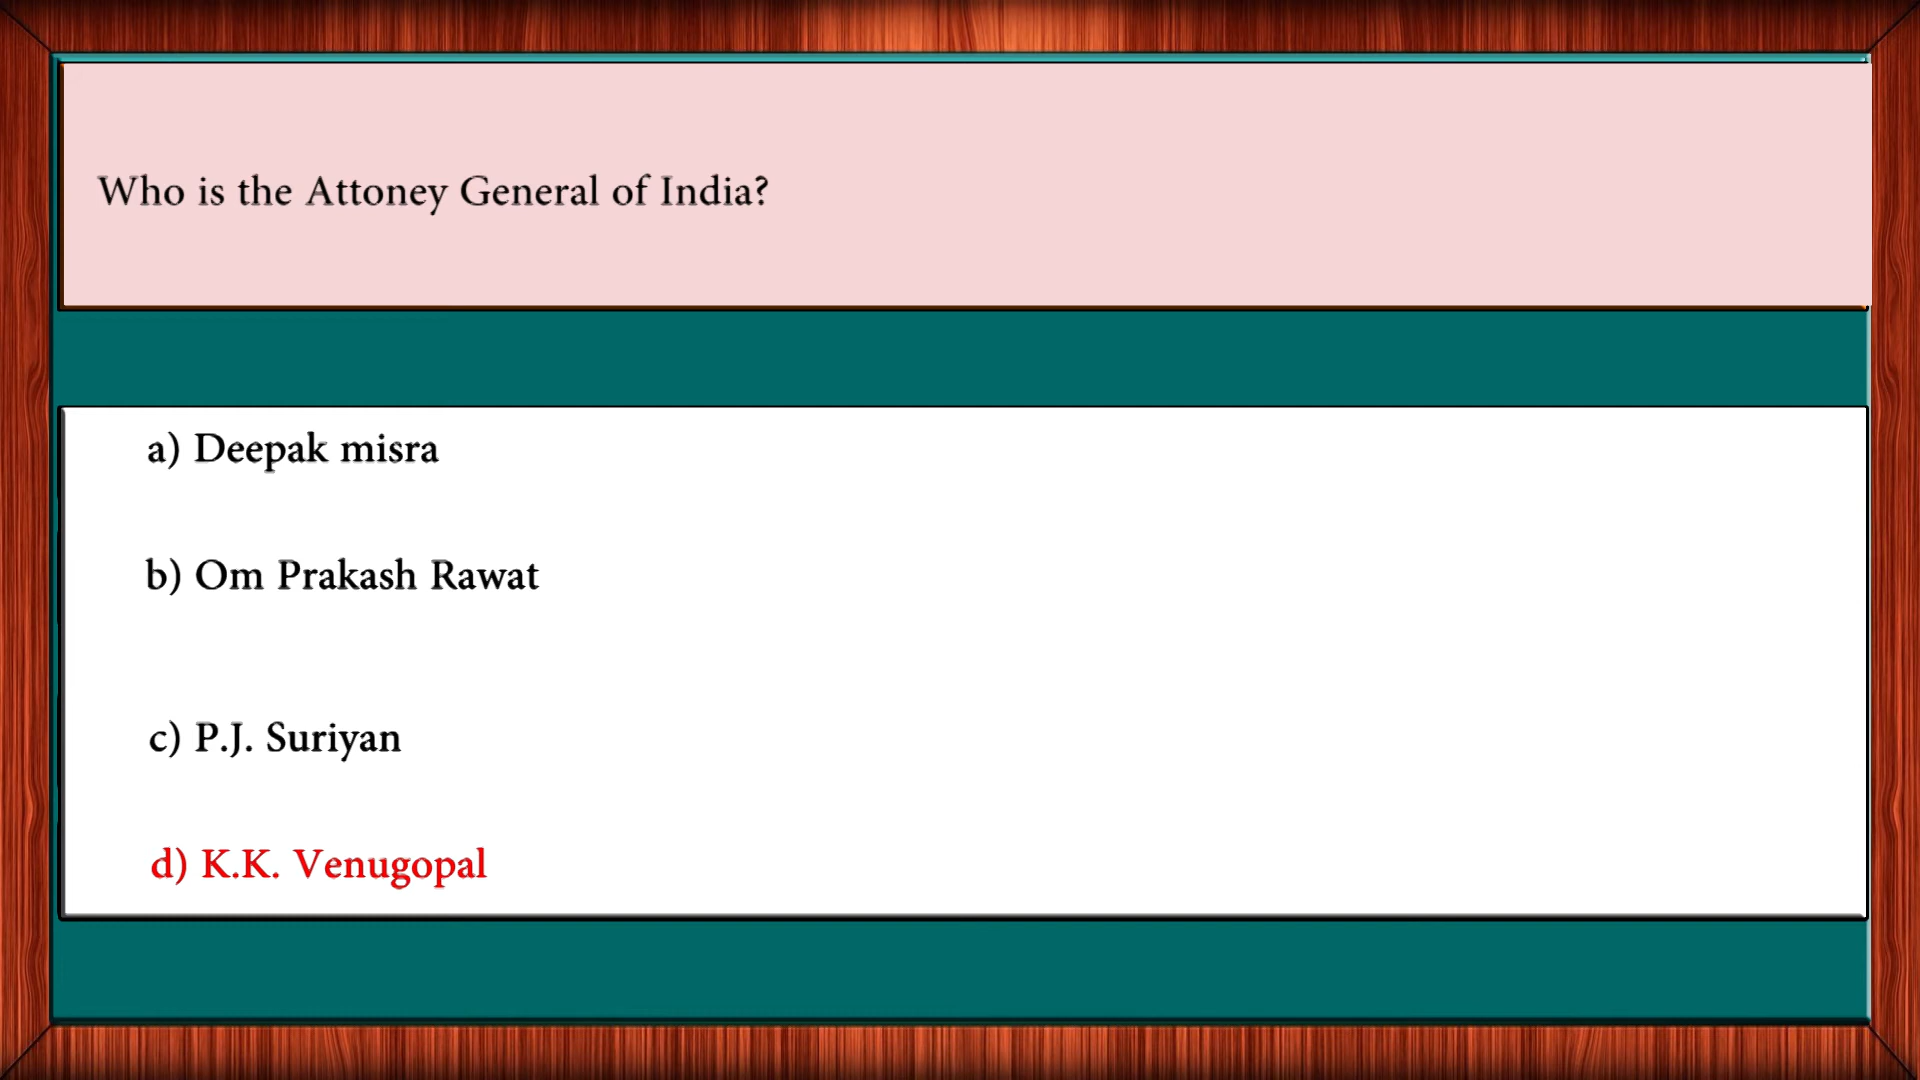 Who is the Attoney General of India?
a) Deepak misra
b) Om Prakash Rawat
c) P.J. Suriyan
d) K.K. Venugopal